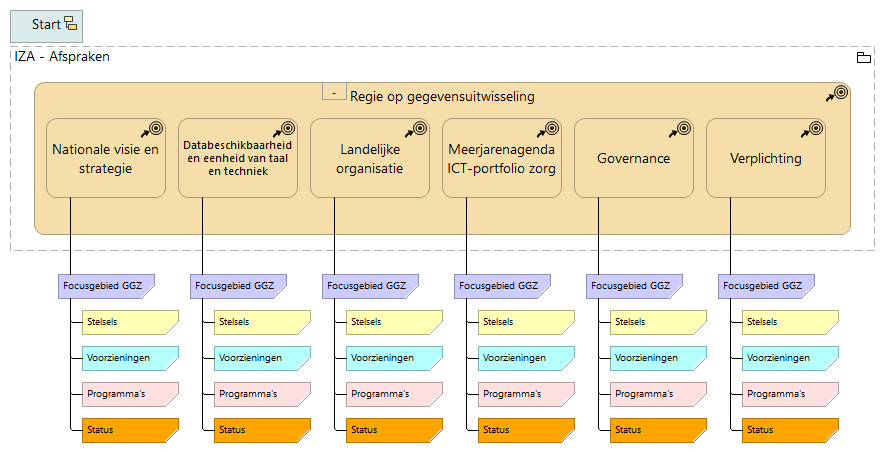 Start
IZA - Afspraken
-
Regie op gegevensuitwisseling
Nationale visie en
strategie
Databeschikbaarheid
en eenheid van taal
en techniek
Landelijke
organisatie
Meerjarenagenda
ICT-portfolio zorg
Governance
Verplichting
Focusgebied GGZ
Focusgebied GGZ
Focusgebied GGZ
Focusgebied GGZ
Focusgebied GGZ
Focusgebied GGZ
Stelsels
Stelsels
Stelsels
Stelsels
Stelsels
Stelsels
Voorzieningen
Voorzieningen
Voorzieningen
Voorzieningen
Voorzieningen
Voorzieningen
Programma's
Programma's
Programma's
Programma's
Programma's
Programma's
Status
Status
Status
Status
Status
Status